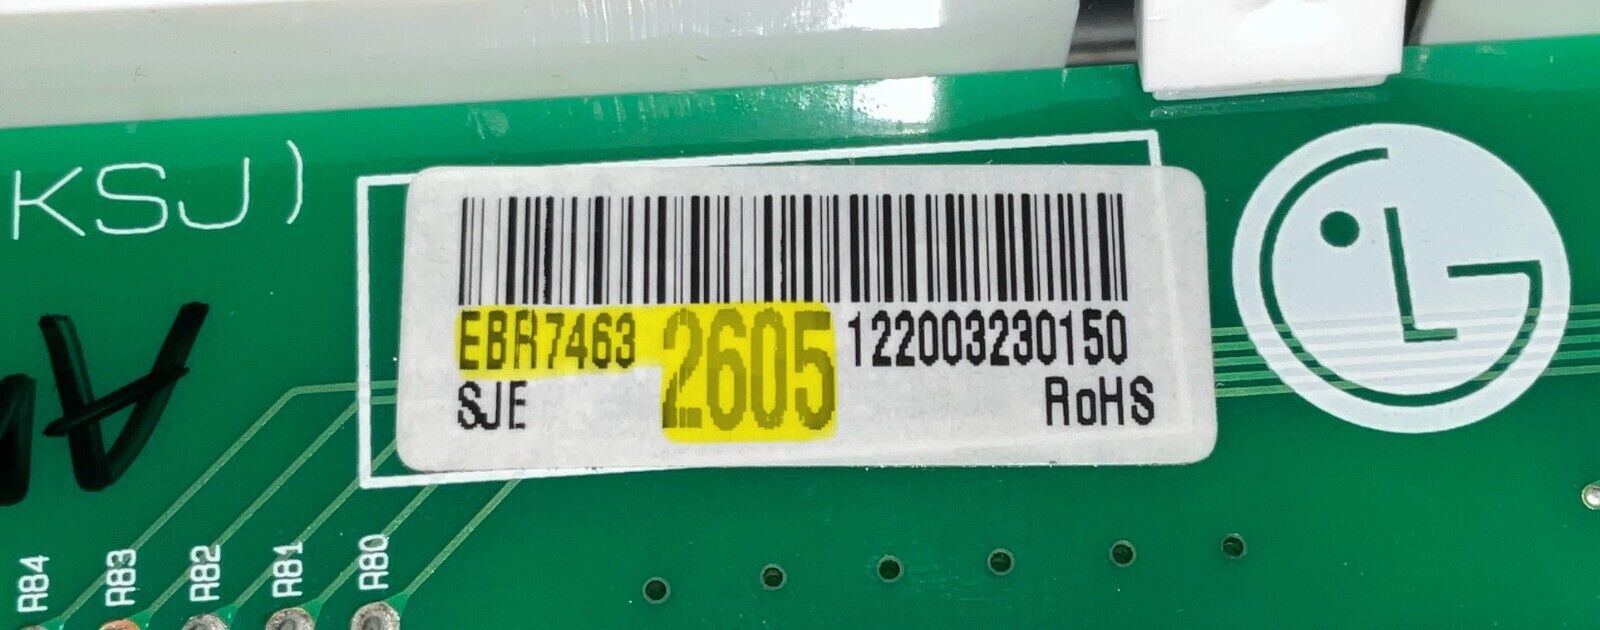 KSJ)
EBR7463 2605 122003230150
SJE RoHS
LG
R84 R83 R82 R81 R80